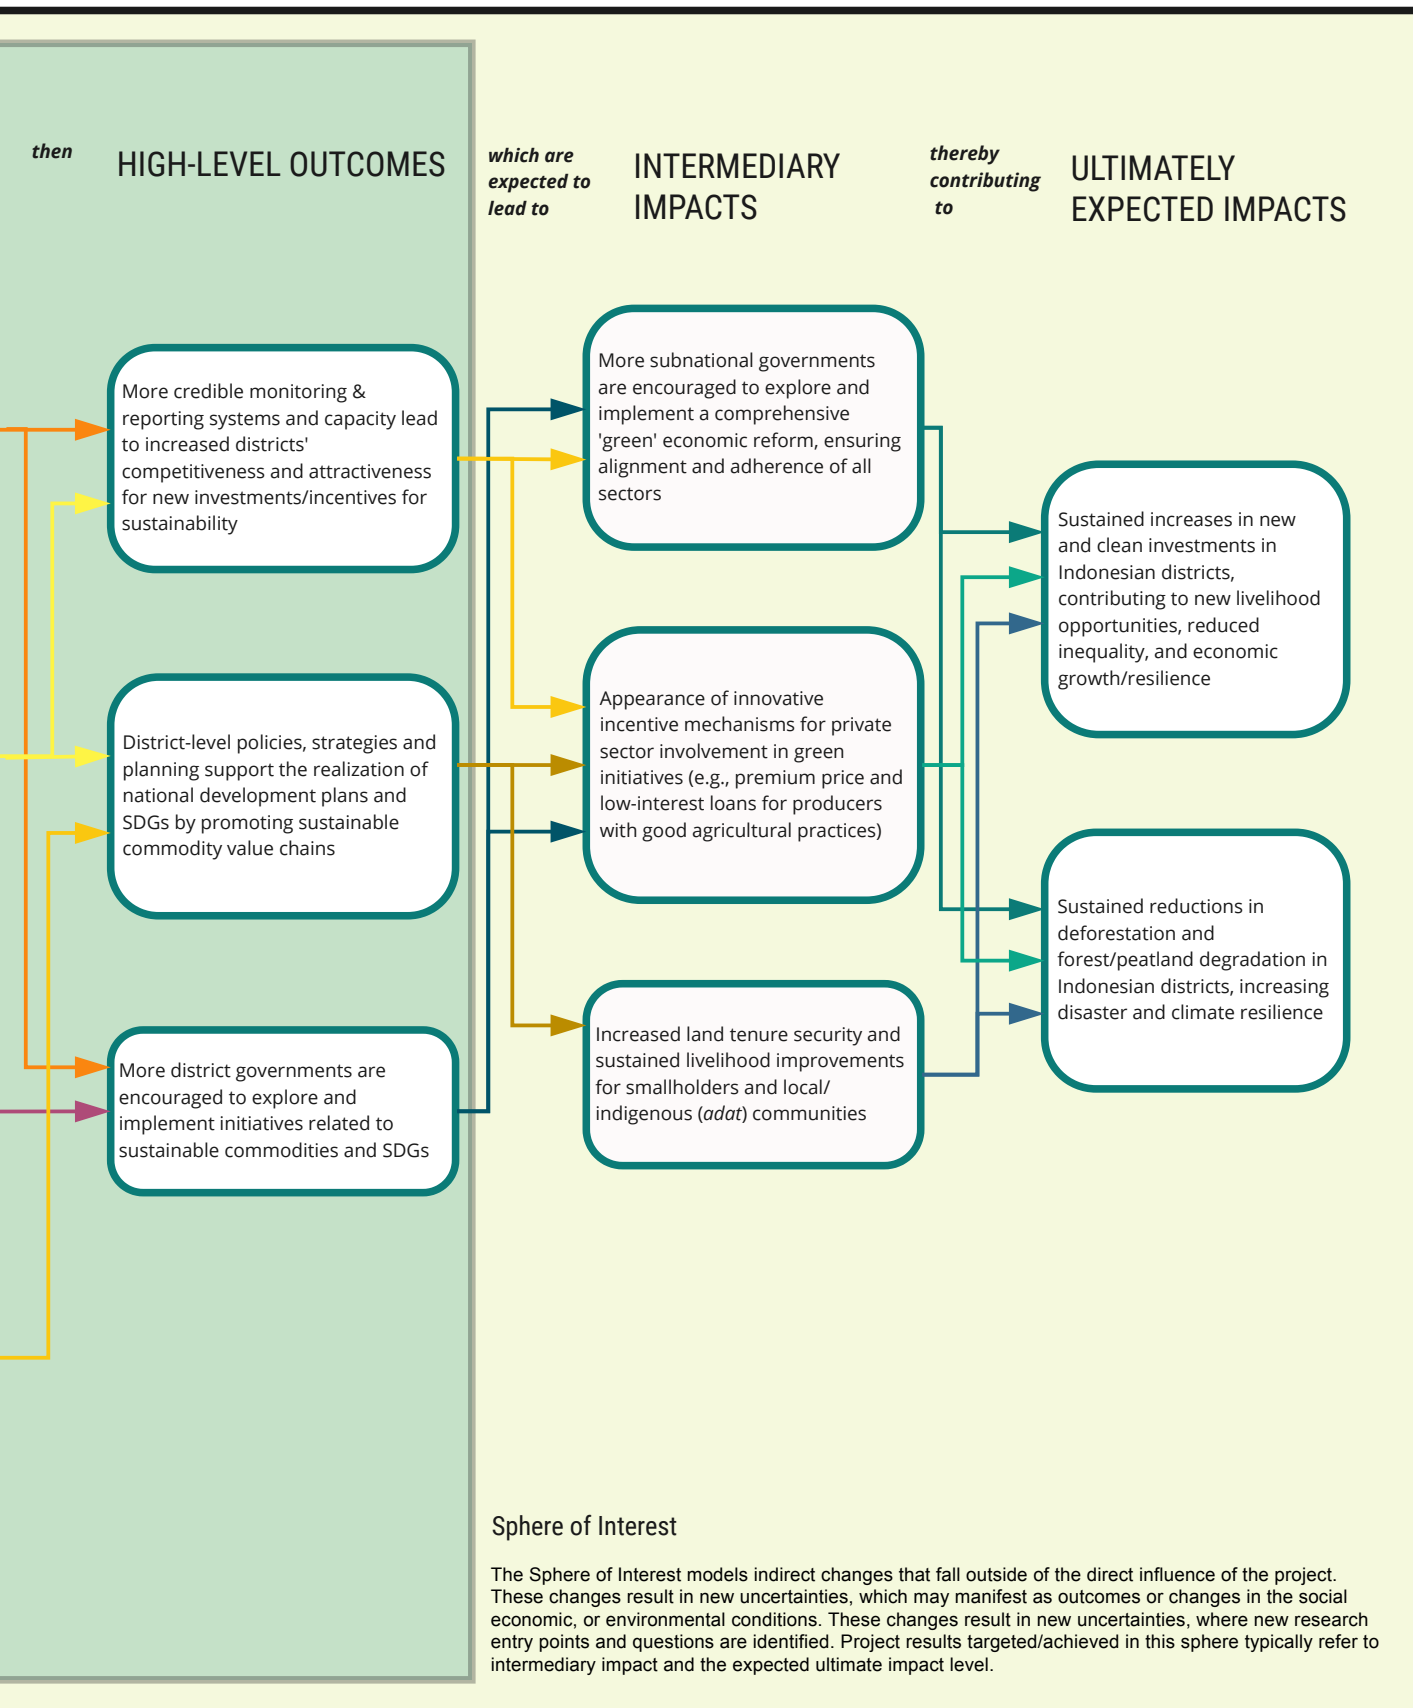 then
HIGH-LEVEL OUTCOMES
which are
expected to
lead to
INTERMEDIARY
IMPACTS
thereby
contributing
to
ULTIMATELY
EXPECTED IMPACTS
More credible monitoring &
reporting systems and capacity lead
to increased districts'
competitiveness and attractiveness
for new investments/incentives for
sustainability
District-level policies, strategies and
planning support the realization of
national development plans and
SDGs by promoting sustainable
commodity value chains
More district governments are
encouraged to explore and
implement initiatives related to
sustainable commodities and SDGs
More subnational governments
are encouraged to explore and
implement a comprehensive
'green' economic reform, ensuring
alignment and adherence of all
sectors
Appearance of innovative
incentive mechanisms for private
sector involvement in green
initiatives (e.g., premium price and
low-interest loans for producers
with good agricultural practices)
Increased land tenure security and
sustained livelihood improvements
for smallholders and local/
indigenous (adat) communities
Sustained increases in new
and clean investments in
Indonesian districts,
contributing to new livelihood
opportunities, reduced
inequality, and economic
growth/resilience
Sustained reductions in
deforestation and
forest/peatland degradation in
Indonesian districts, increasing
disaster and climate resilience
Sphere of Interest
The Sphere of Interest models indirect changes that fall outside of the direct influence of the project.
These changes result in new uncertainties, which may manifest as outcomes or changes in the social
economic, or environmental conditions. These changes result in new uncertainties, where new research
entry points and questions are identified. Project results targeted/achieved in this sphere typically refer to
intermediary impact and the expected ultimate impact level.